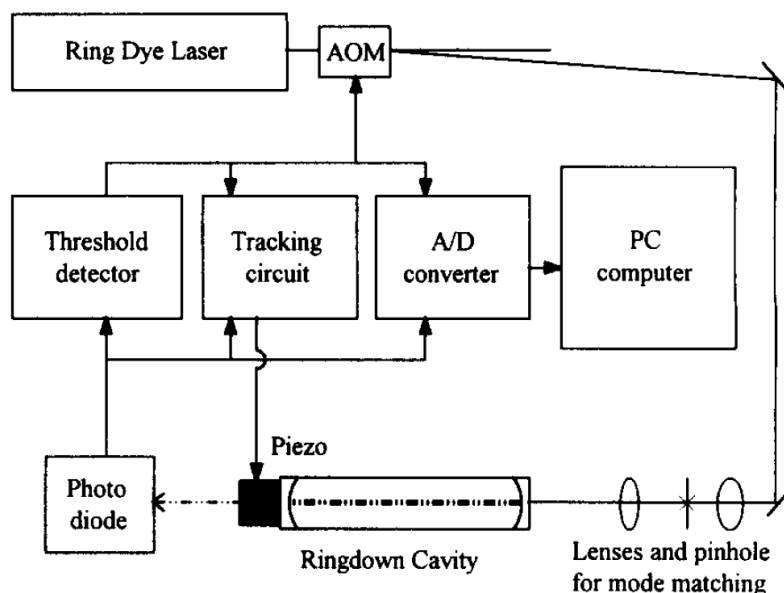 Ring Dye Laser
AOM
Threshold
detector
Tracking
circuit
A/D
converter
PC
computer
Piezo
Photo
diode
Ringdown Cavity
Lenses and pinhole
for mode matching